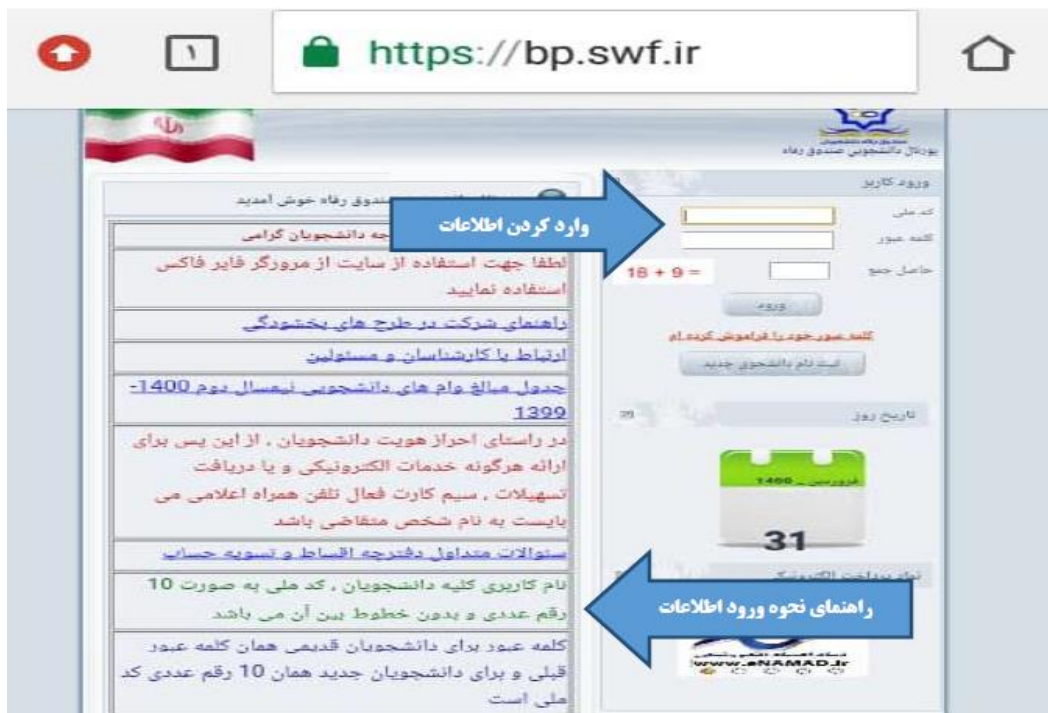 ۱
https://bp.swf.ir
پورتال دانشجویی صندوق رفاه
ورود کاربر
کد ملی
کلمه عبور
حاصل جمع
18 + 9 =
ورود
کلمه عبور خود را فراموش کرده ام
ثبت نام دانشجوی جدید
تاریخ روز
فروردین _ 1400
31
نماد پرداخت الکترونیکی
www.eNAMAD.ir
وارد کردن اطلاعات
راهنمای نحوه ورود اطلاعات
صندوق رفاه خوش آمدید
دانشجویان گرامی
لطفا جهت استفاده از سایت از مرورگر فایر فاکس
استفاده نمایید
راهنمای شرکت در طرح های بخشودگی
ارتباط با کارشناسان و مسئولین
جدول مبالغ وام های دانشجویی نیمسال دوم 1400-
1399
در راستای احراز هویت دانشجویان , از این پس برای
ارائه هرگونه خدمات الکترونیکی و یا دریافت
تسهیلات , سیم کارت فعال تلفن همراه اعلامی می
بایست به نام شخص متقاضی باشد
سئوالات متداول دفترچه اقساط و تسویه حساب
نام کاربری کلیه دانشجویان , کد ملی به صورت 10
رقم عددی و بدون خطوط بین آن می باشد
کلمه عبور برای دانشجویان قدیمی همان کلمه عبور
قبلی و برای دانشجویان جدید همان 10 رقم عددی کد
ملی است